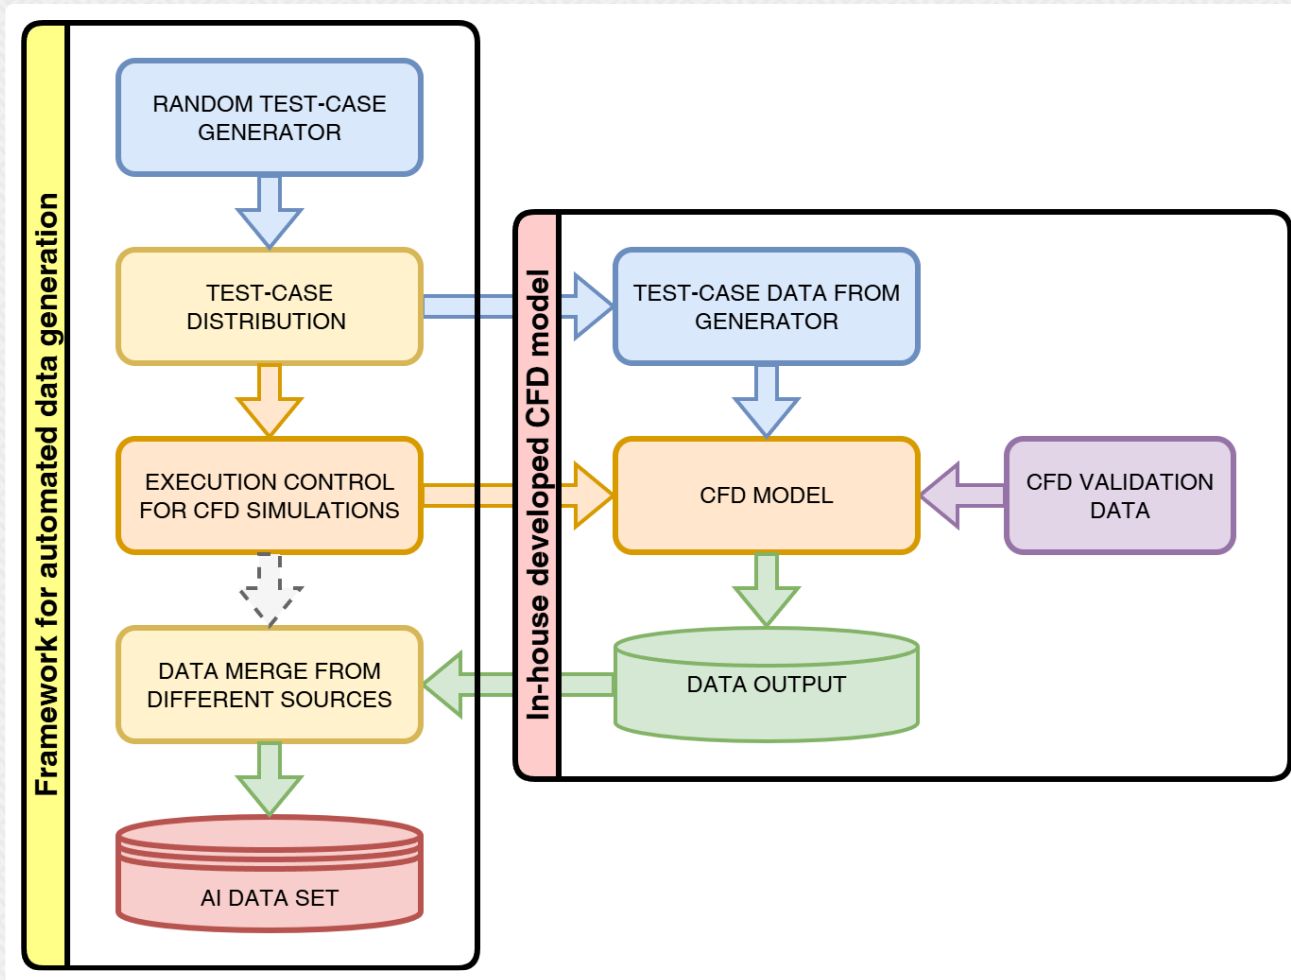 Framework for automated data generation
RANDOM TEST-CASE
GENERATOR
TEST-CASE
DISTRIBUTION
EXECUTION CONTROL
FOR CFD SIMULATIONS
DATA MERGE FROM
DIFFERENT SOURCES
AI DATA SET
In-house developed CFD model
TEST-CASE DATA FROM
GENERATOR
CFD MODEL
CFD VALIDATION
DATA
DATA OUTPUT